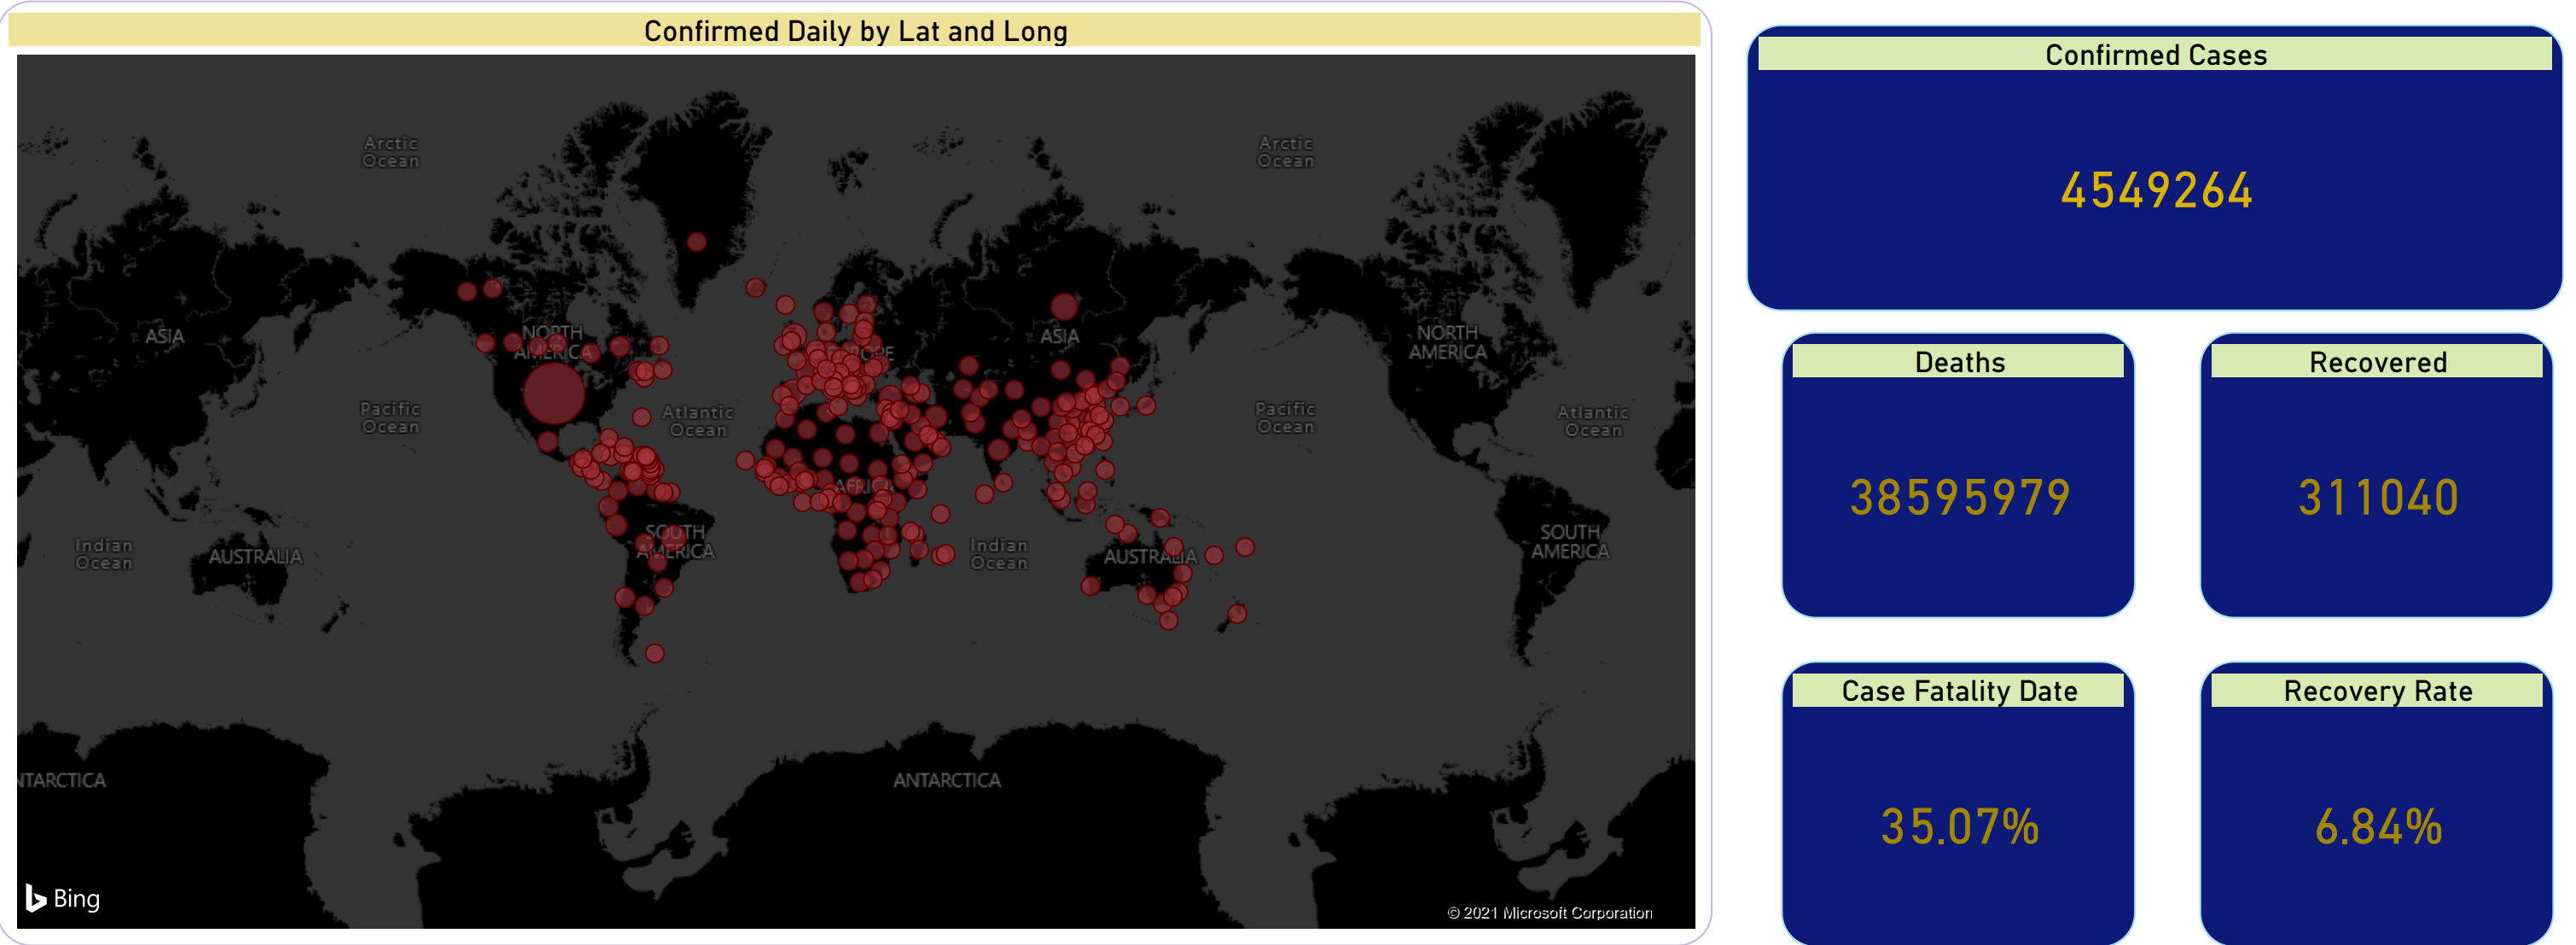 Confirmed Daily by Lat and Long
Arctic
Ocean
Arctic
Ocean
ASIA
NORTH
AMERICA
EUROPE
ASIA
NORTH
AMERICA
Pacific
Ocean
Atlantic
Ocean
Pacific
Ocean
Atlantic
Ocean
AFRICA
Indian
Ocean
AUSTRALIA
SOUTH
AMERICA
Indian
Ocean
AUSTRALIA
SOUTH
AMERICA
NTARCTICA
ANTARCTICA
Bing
© 2021 Microsoft Corporation
Confirmed Cases
4549264
Deaths
38595979
Recovered
311040
Case Fatality Date
35.07%
Recovery Rate
6.84%